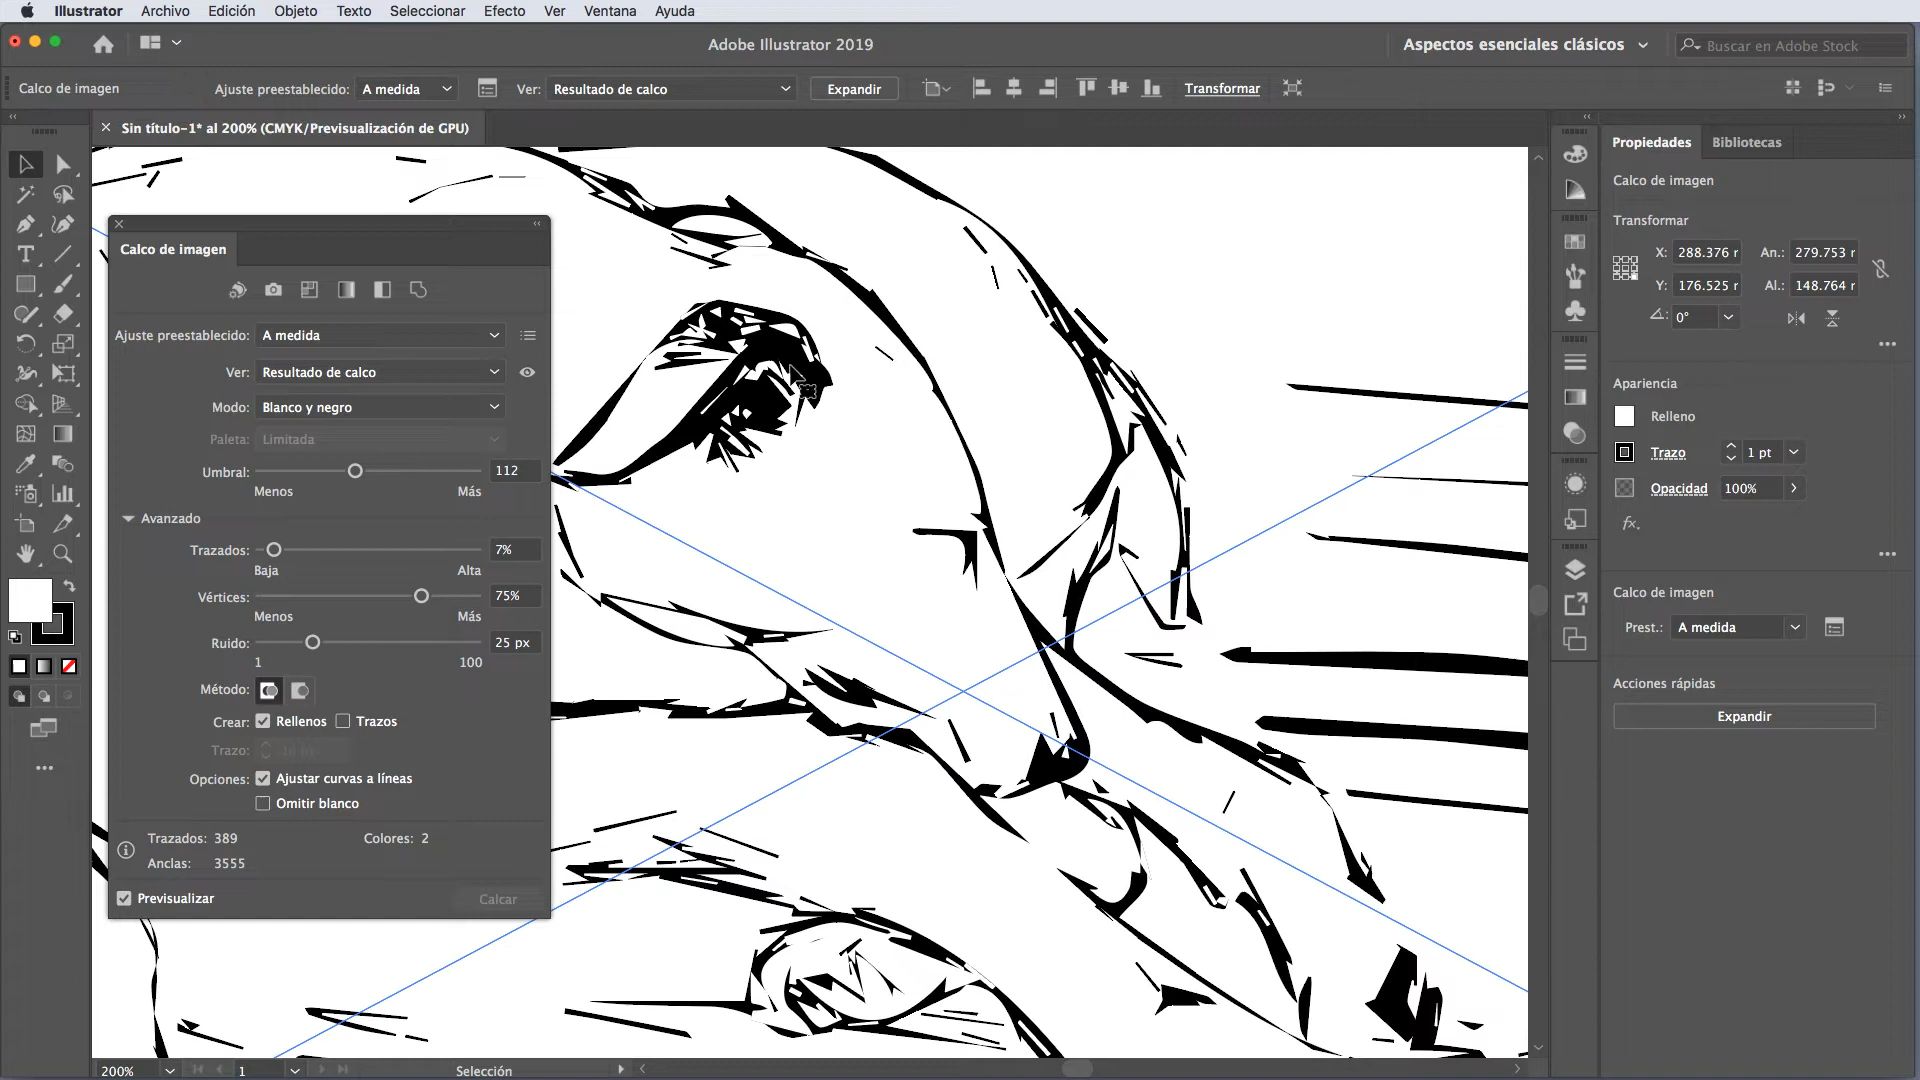 Illustrator Archivo Edición Objeto Texto Seleccionar Efecto Ver Ventana Ayuda
Adobe Illustrator 2019
Aspectos esenciales clásicos
Buscar en Adobe Stock
Calco de imagen
Ajuste preestablecido: A medida
Ver: Resultado de calco
Expandir
Transformar
Sin título-1* al 200% (CMYK/Previsualización de GPU)
Calco de imagen
Ajuste preestablecido: A medida
Ver: Resultado de calco
Modo: Blanco y negro
Paleta: Limitada
Umbral: 112
Menos Más
Avanzado
Trazados: 7%
Baja Alta
Vértices: 75%
Menos Más
Ruido: 25 px
1 100
Método:
Crear: Rellenos Trazos
Trazo:
Opciones: Ajustar curvas a líneas
Omitir blanco
Trazados: 389 Colores: 2
Anclas: 3555
Previsualizar
Calcar
Propiedades Bibliotecas
Calco de imagen
Transformar
X: 288.376 r An.: 279.753 r
Y: 176.525 r Al.: 148.764 r
0°
Apariencia
Relleno
Trazo 1 pt
Opacidad 100%
fx.
Calco de imagen
Prest.: A medida
Acciones rápidas
Expandir
200% 1 Selección